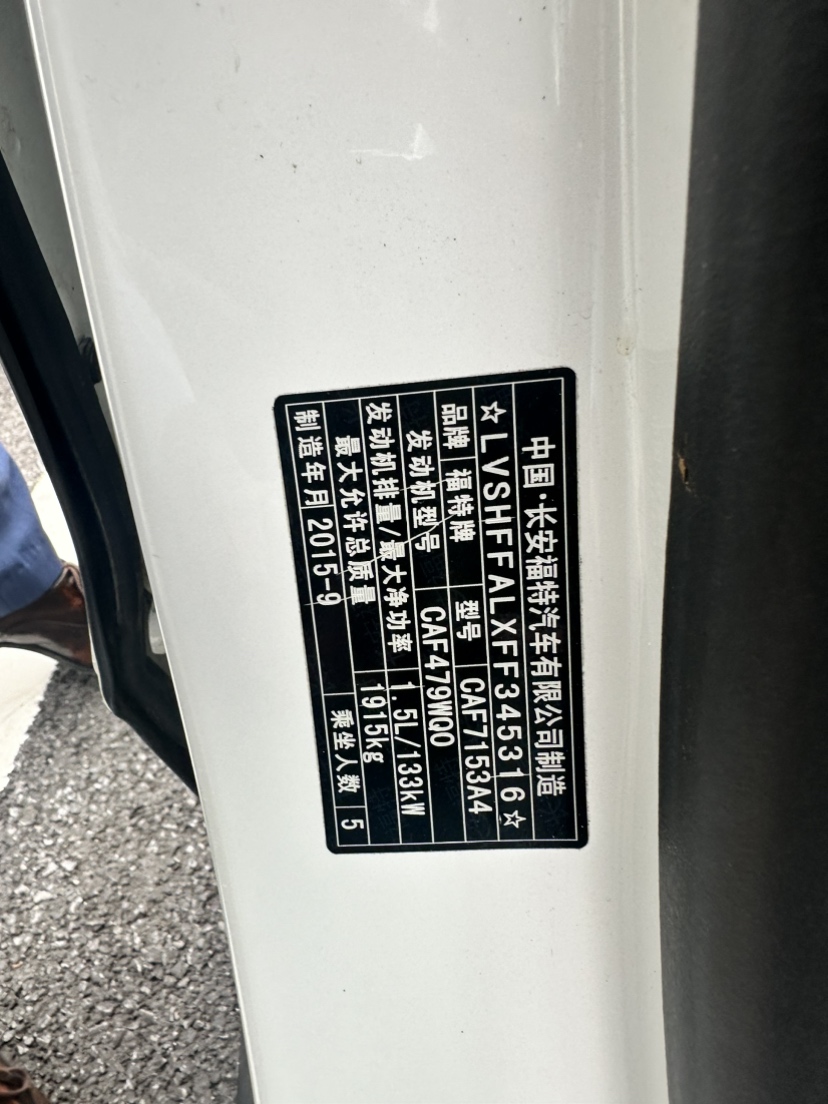 中国·长安福特汽车有限公司制造
☆LVSHFFALXFF345316☆
品牌 福特牌 型号 CAF7153A4
发动机型号 CAF479WQ0
发动机排量/最大净功率 1.5L/133kW
最大允许总质量 1915kg
制造年月 2015-9 乘坐人数 5